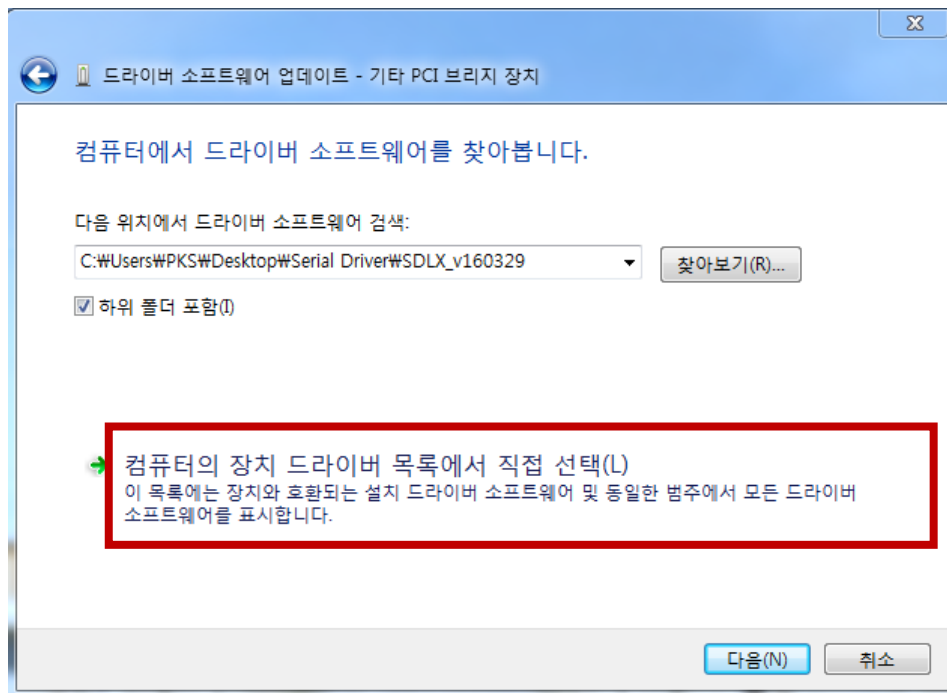 드라이버 소프트웨어 업데이트 - 기타 PCI 브리지 장치
컴퓨터에서 드라이버 소프트웨어를 찾아봅니다.
다음 위치에서 드라이버 소프트웨어 검색:
C:₩Users₩PKS₩Desktop₩Serial Driver₩SDLX_v160329
찾아보기(R)...
하위 폴더 포함(I)
컴퓨터의 장치 드라이버 목록에서 직접 선택(L)
이 목록에는 장치와 호환되는 설치 드라이버 소프트웨어 및 동일한 범주에서 모든 드라이버
소프트웨어를 표시합니다.
다음(N)
취소